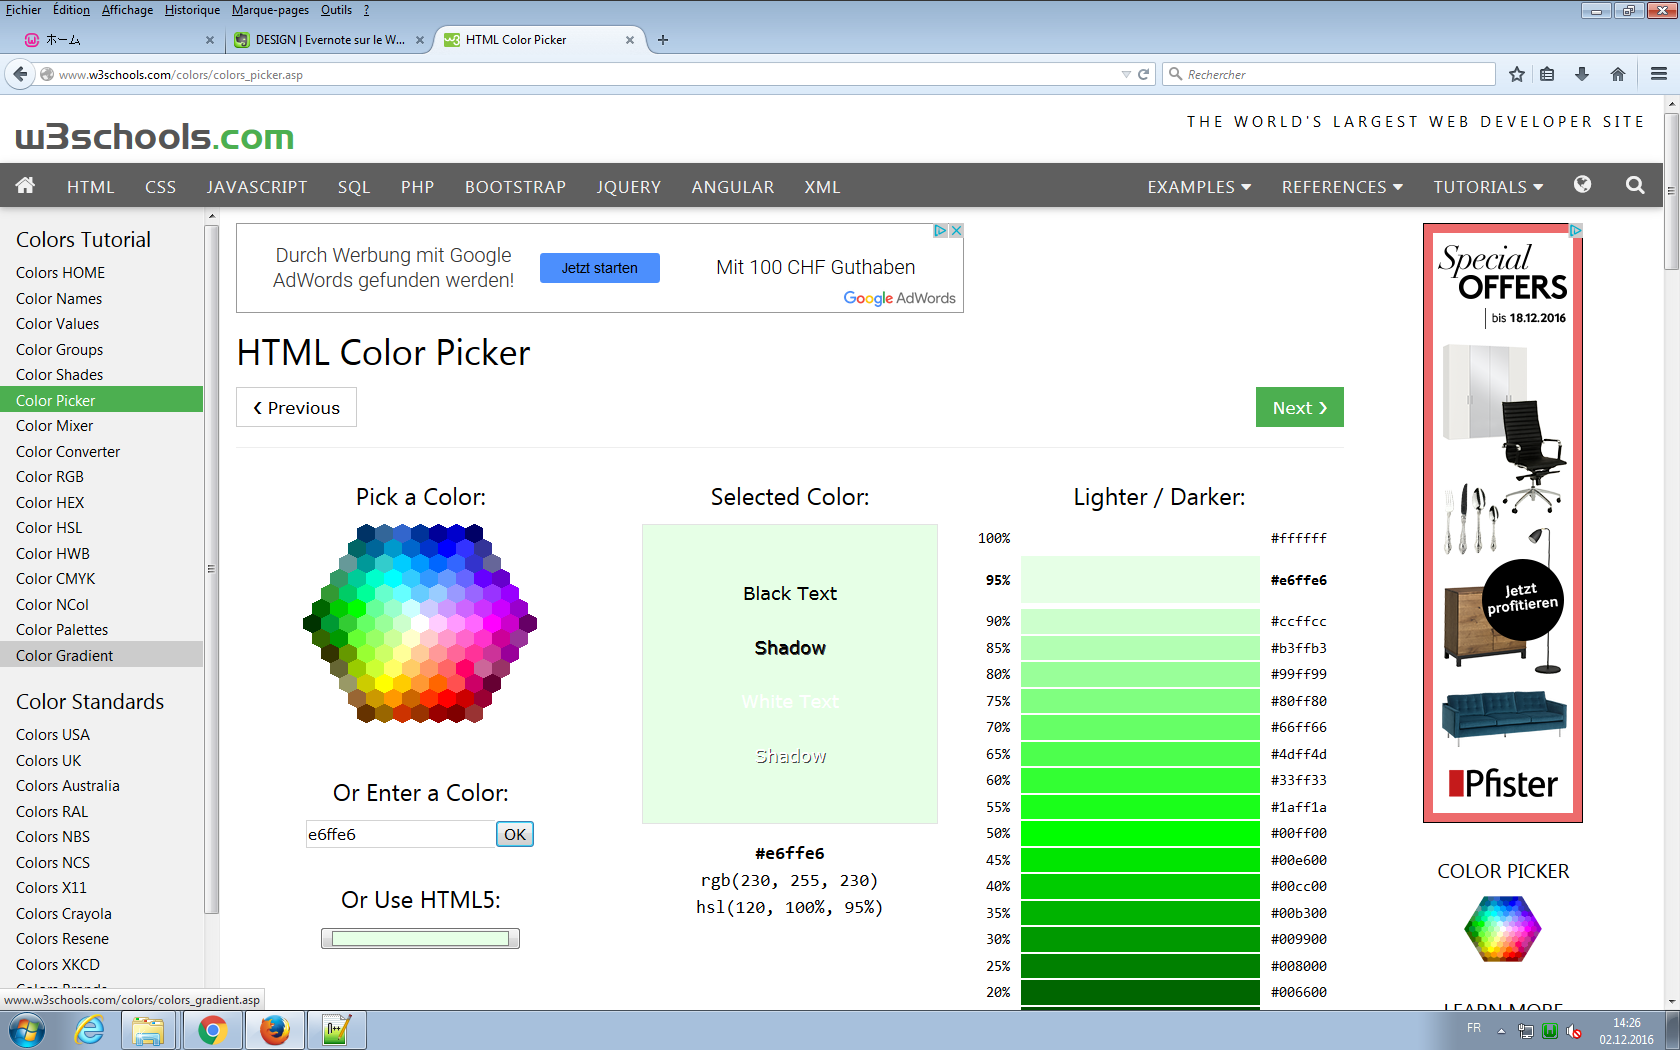 Fichier Édition Affichage Historique Marque-pages Outils ?
ホーム
DESIGN | Evernote sur le W...
HTML Color Picker
www.w3schools.com/colors/colors_picker.asp
Rechercher
w3schools.com
THE WORLD'S LARGEST WEB DEVELOPER SITE
HTML CSS JAVASCRIPT SQL PHP BOOTSTRAP JQUERY ANGULAR XML EXAMPLES REFERENCES TUTORIALS
Colors Tutorial
Colors HOME
Color Names
Color Values
Color Groups
Color Shades
Color Picker
Color Mixer
Color Converter
Color RGB
Color HEX
Color HSL
Color HWB
Color CMYK
Color NCol
Color Palettes
Color Gradient
Color Standards
Colors USA
Colors UK
Colors Australia
Colors RAL
Colors NBS
Colors NCS
Colors X11
Colors Crayola
Colors Resene
Colors XKCD
www.w3schools.com/colors/colors_gradient.asp
Durch Werbung mit Google
AdWords gefunden werden!
Jetzt starten
Mit 100 CHF Guthaben
Google AdWords
HTML Color Picker
❮ Previous
Next ❯
Pick a Color:
Or Enter a Color:
e6ffe6
OK
Or Use HTML5:
Selected Color:
Black Text
Shadow
White Text
Shadow
#e6ffe6
rgb(230, 255, 230)
hsl(120, 100%, 95%)
Lighter / Darker:
100% #ffffff
95% #e6ffe6
90% #ccffcc
85% #b3ffb3
80% #99ff99
75% #80ff80
70% #66ff66
65% #4dff4d
60% #33ff33
55% #1aff1a
50% #00ff00
45% #00e600
40% #00cc00
35% #00b300
30% #009900
25% #008000
20% #006600
Special
OFFERS
bis 18.12.2016
Jetzt
profitieren
Pfister
COLOR PICKER
LEARN MORE
FR
14:26
02.12.2016